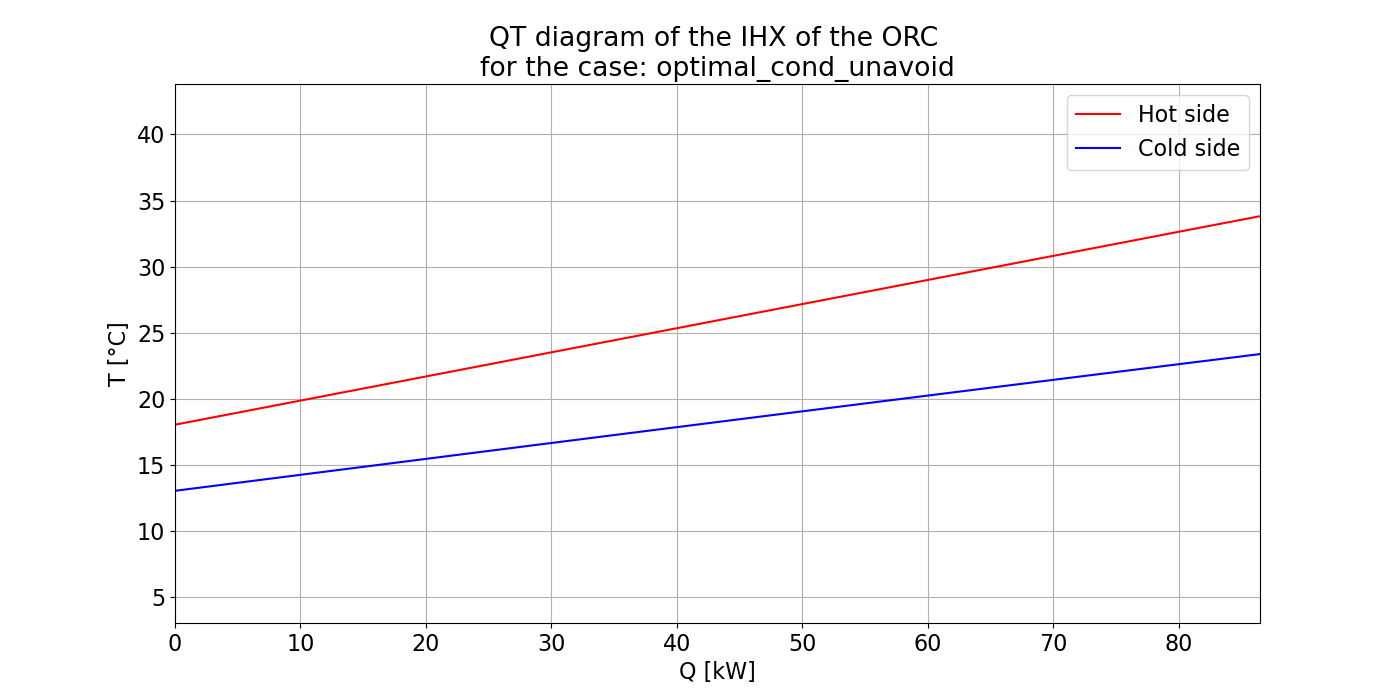 QT diagram of the IHX of the ORC
for the case: optimal_cond_unavoid
Hot side
Cold side
T [°C]
40
35
30
25
20
15
10
5
0 10 20 30 40 50 60 70 80
Q [kW]